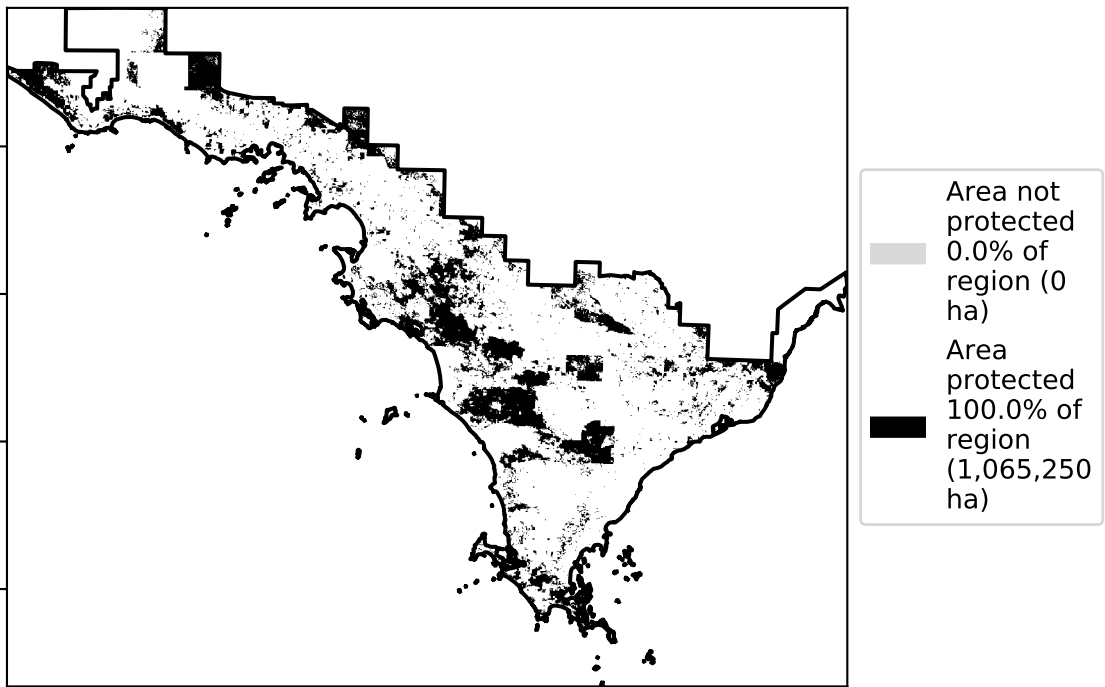 Area not
protected
0.0% of
region (0
ha)
Area
protected
100.0% of
region
(1,065,250
ha)